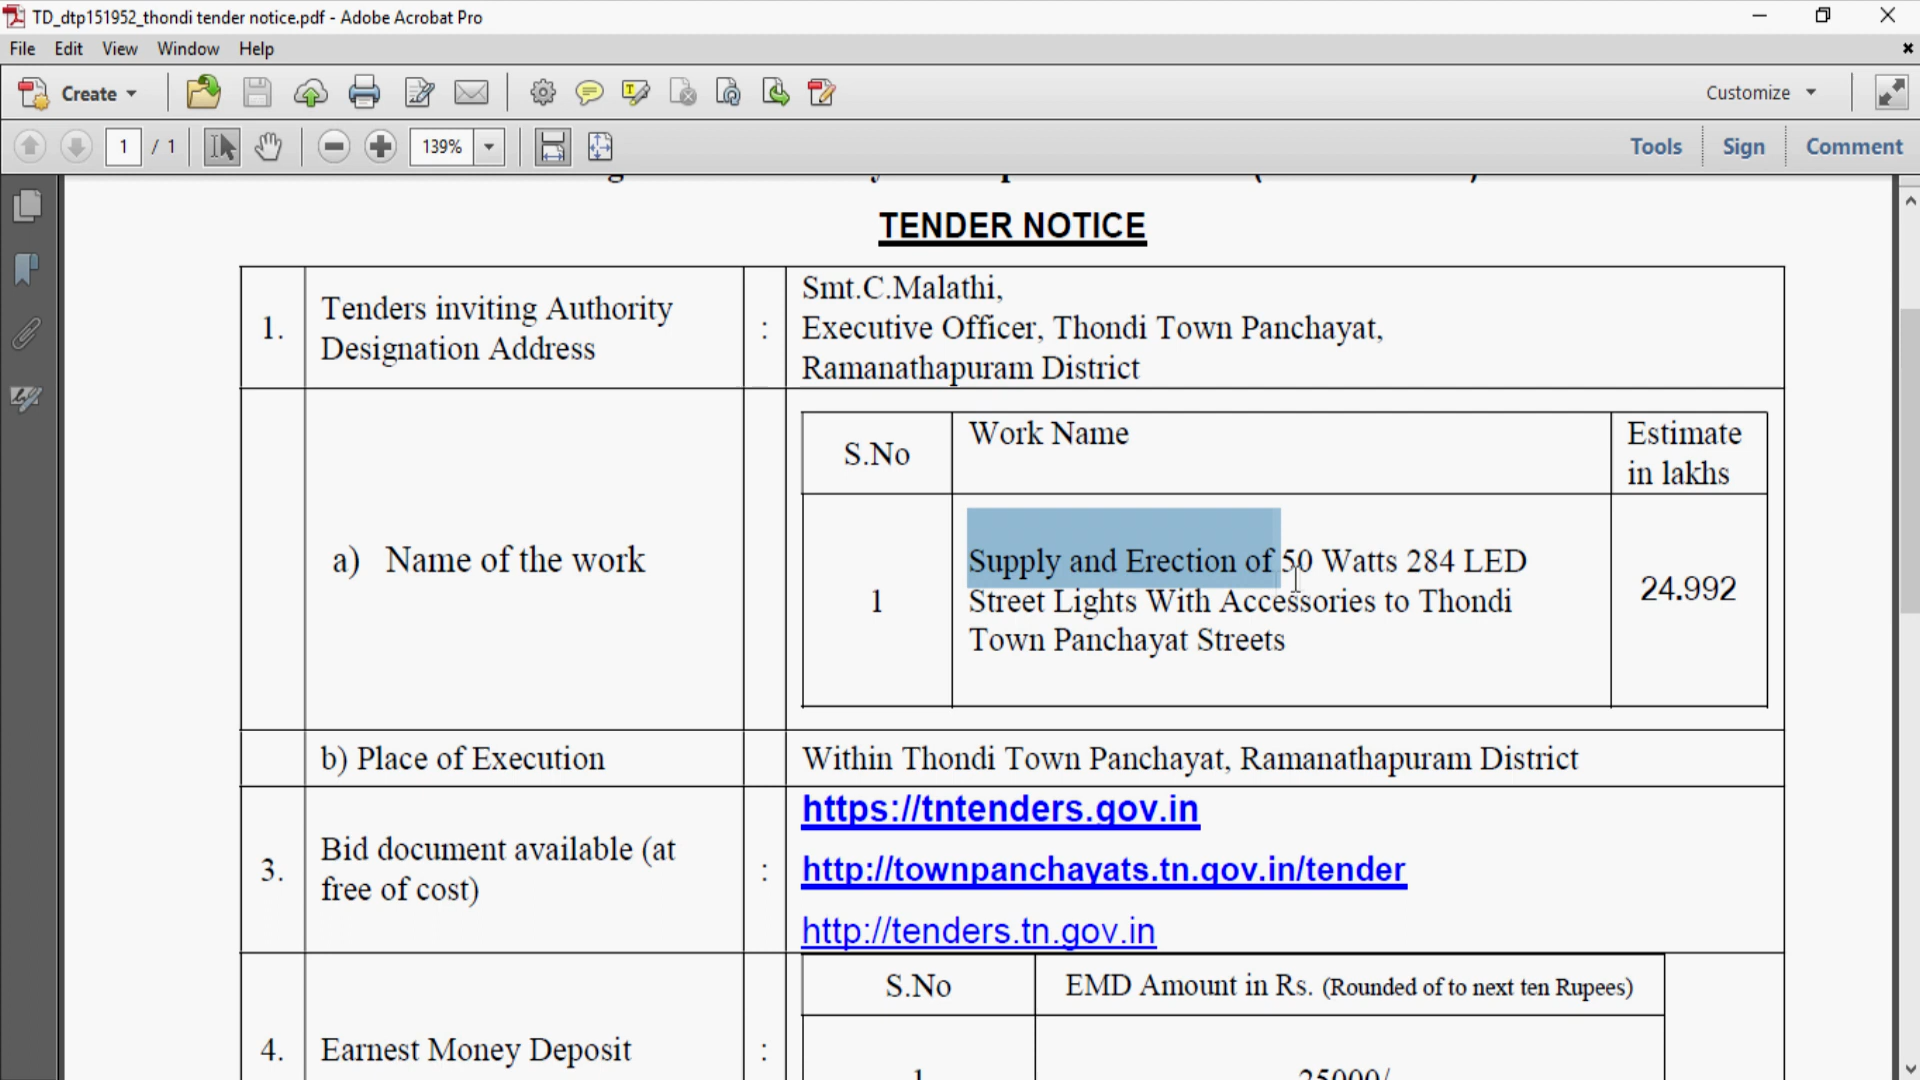 TD_dtp151952_thondi tender notice.pdf - Adobe Acrobat Pro
File Edit View Window Help
Create
Customize
1 / 1
139%
Tools Sign Comment
TENDER NOTICE
1.
Tenders inviting Authority
Designation Address
:
Smt.C.Malathi,
Executive Officer, Thondi Town Panchayat,
Ramanathapuram District
a) Name of the work
S.No
Work Name
Estimate
in lakhs
1
Supply and Erection of 50 Watts 284 LED
Street Lights With Accessories to Thondi
Town Panchayat Streets
24.992
b) Place of Execution
Within Thondi Town Panchayat, Ramanathapuram District
3.
Bid document available (at
free of cost)
:
https://tntenders.gov.in
http://townpanchayats.tn.gov.in/tender
http://tenders.tn.gov.in
4.
Earnest Money Deposit
:
S.No
EMD Amount in Rs. (Rounded of to next ten Rupees)
1
25000/